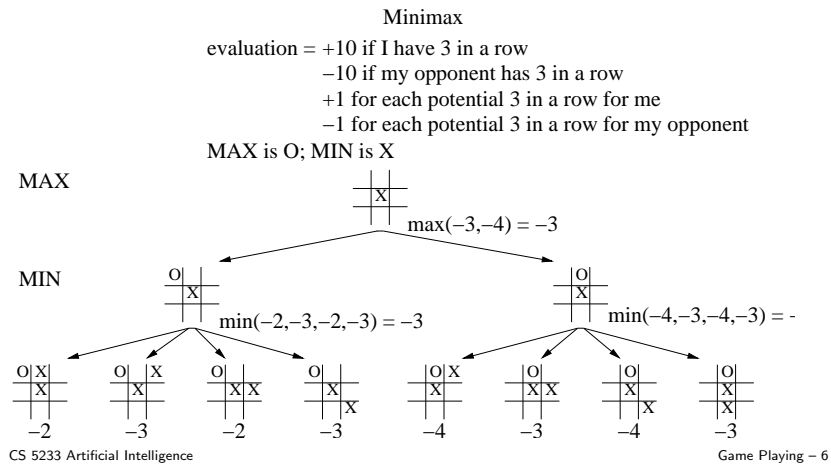 Minimax
evaluation = +10 if I have 3 in a row
−10 if my opponent has 3 in a row
+1 for each potential 3 in a row for me
−1 for each potential 3 in a row for my opponent
MAX is O; MIN is X
MAX
X
max(−3,−4) = −3
MIN
O
X
O
X
min(−2,−3,−2,−3) = −3
min(−4,−3,−4,−3) = -
O X
X
O X
X
O
X X
O
X
X
O X
X
O
X X
O
X
X
O
X
X
−2 −3 −2 −3 −4 −3 −4 −3
CS 5233 Artificial Intelligence
Game Playing – 6